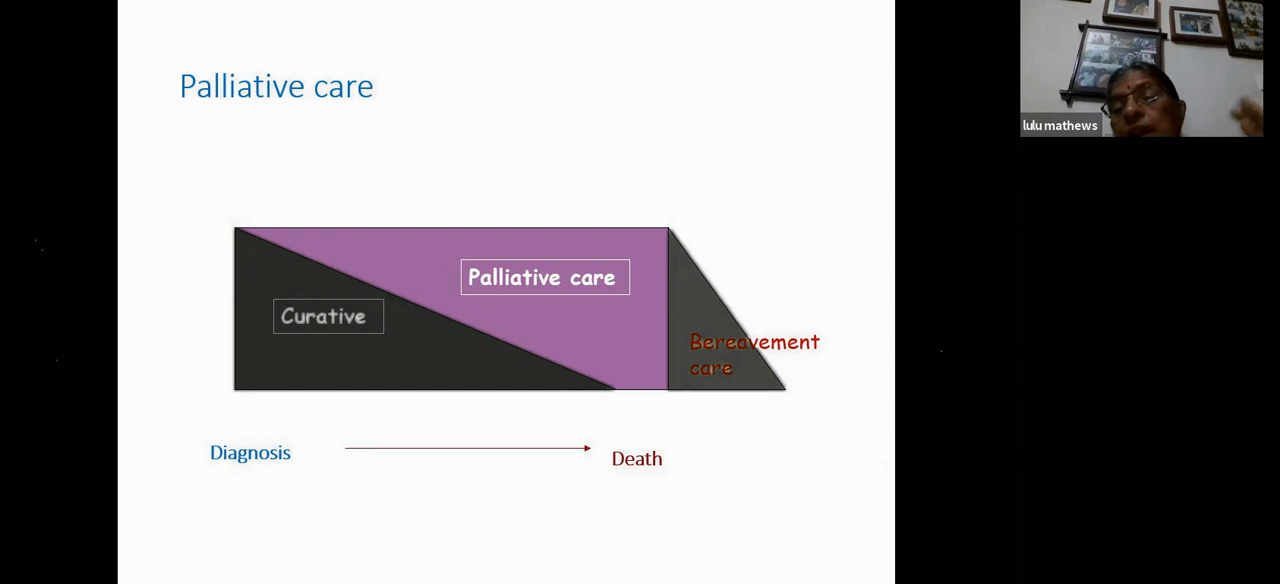 Palliative care
lulu mathews
Palliative care
Curative
Bereavement
care
Diagnosis
Death